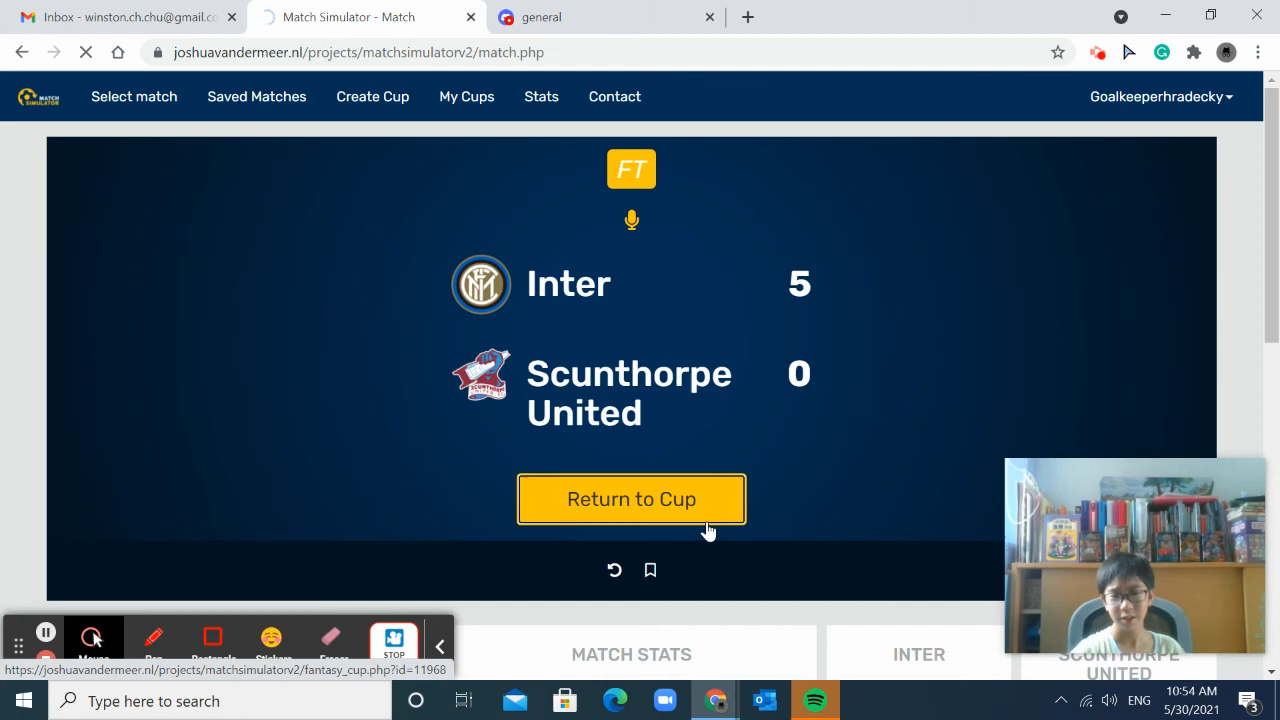 Inbox - winston.ch.chu@gmail.co
Match Simulator - Match
general
joshuavandermeer.nl/projects/matchsimulatorv2/match.php
MATCH
SIMULATOR
Select match
Saved Matches
Create Cup
My Cups
Stats
Contact
Goalkeeperhradecky
FT
Inter 5
Scunthorpe 0
United
Return to Cup
STOP
MATCH STATS
INTER
SCUNTHORPE
UNITED
https://joshuavandermeer.nl/projects/matchsimulatorv2/fantasy_cup.php?id=11968
Type here to search
ENG
10:54 AM
5/30/2021
3